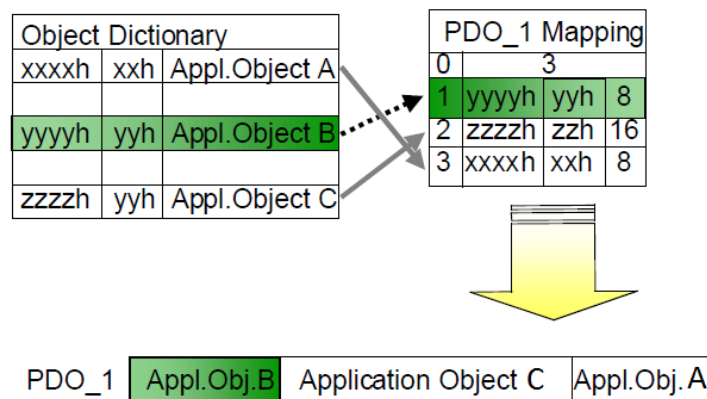 Object Dictionary
xxxxh xxh Appl.Object A
yyyyh yyh Appl.Object B
zzzzh yyh Appl.Object C
PDO_1 Mapping
0 3
1 yyyyh yyh 8
2 zzzzh zzh 16
3 xxxxh xxh 8
PDO_1 Appl.Obj.B Application Object C Appl.Obj. A